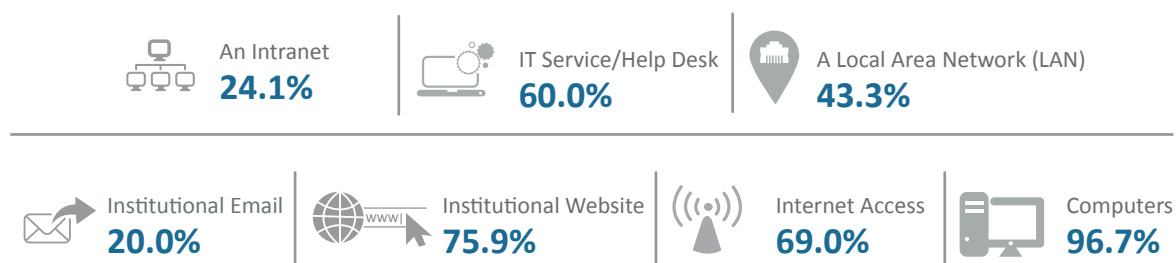 An Intranet
24.1%
IT Service/Help Desk
60.0%
A Local Area Network (LAN)
43.3%
Institutional Email
20.0%
www
Institutional Website
75.9%
Internet Access
69.0%
Computers
96.7%